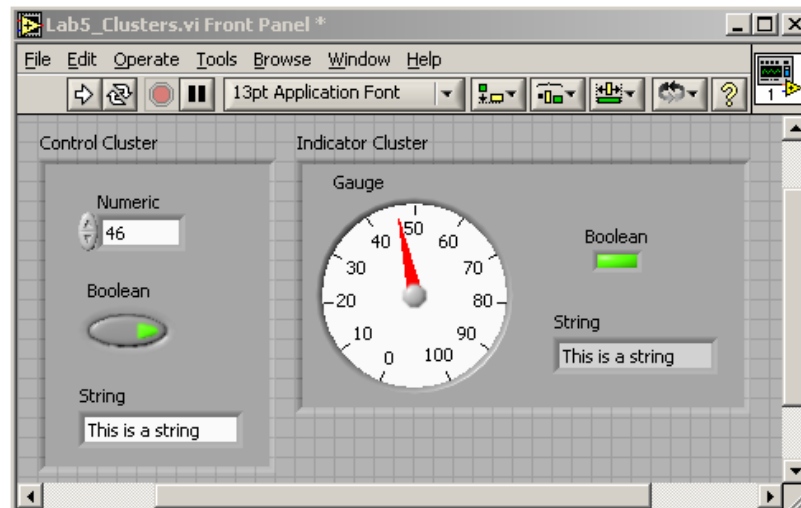 Lab5_Clusters.vi Front Panel *
File Edit Operate Tools Browse Window Help
13pt Application Font
1
Control Cluster
Numeric
46
Boolean
String
This is a string
Indicator Cluster
Gauge
0
10
20
30
40
50
60
70
80
90
100
Boolean
String
This is a string